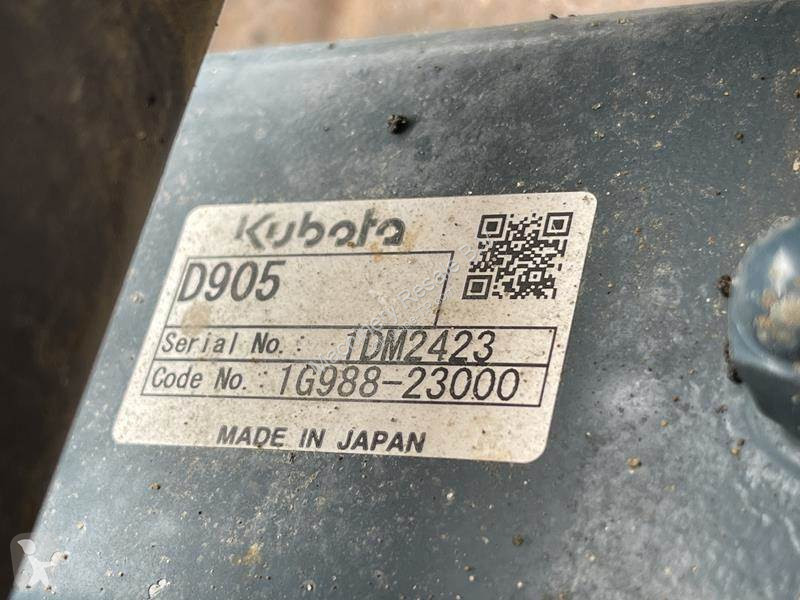 Kubota
D905
Serial No. : 1DM2423
Code No. : 1G988-23000
MADE IN JAPAN